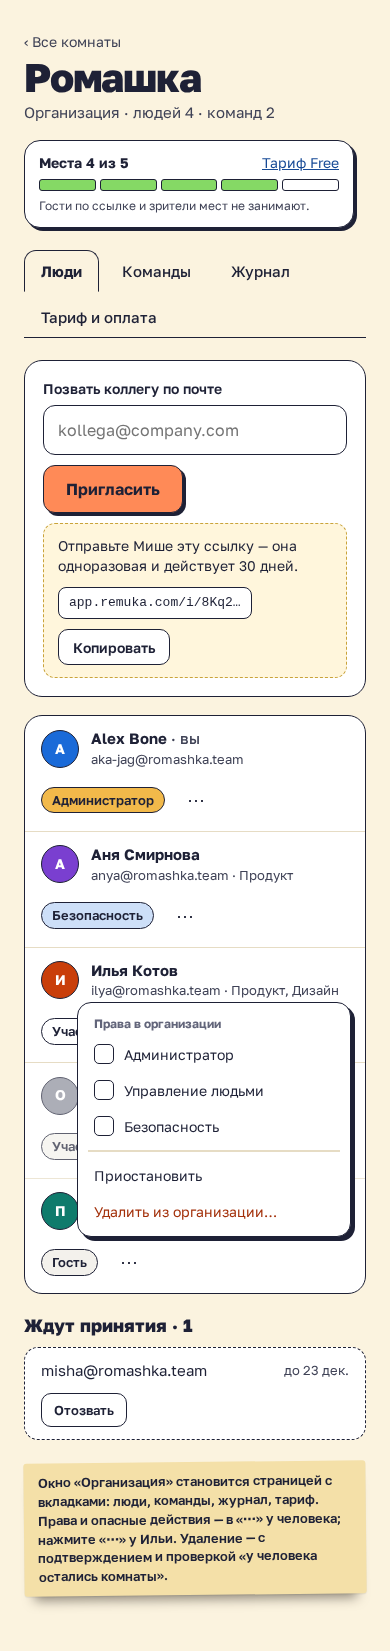 ‹ Все комнаты
Ромашка
Организация · людей 4 · команд 2
Места 4 из 5
Тариф Free
Гости по ссылке и зрители мест не занимают.
Люди
Команды
Журнал
Тариф и оплата
Позвать коллегу по почте
kollega@company.com
Пригласить
Отправьте Мише эту ссылку — она
одноразовая и действует 30 дней.
app.remuka.com/i/8Kq2…
Копировать
A
Alex Bone · вы
aka-jag@romashka.team
Администратор
···
А
Аня Смирнова
anya@romashka.team · Продукт
Безопасность
···
И
Илья Котов
ilya@romashka.team · Продукт, Дизайн
Права в организации
Администратор
Управление людьми
Безопасность
Приостановить
Удалить из организации…
О
П
Гость
···
Ждут принятия · 1
misha@romashka.team
до 23 дек.
Отозвать
Окно «Организация» становится страницей с
вкладками: люди, команды, журнал, тариф.
Права и опасные действия — в «···» у человека;
нажмите «···» у Ильи. Удаление — с
подтверждением и проверкой «у человека
остались комнаты».